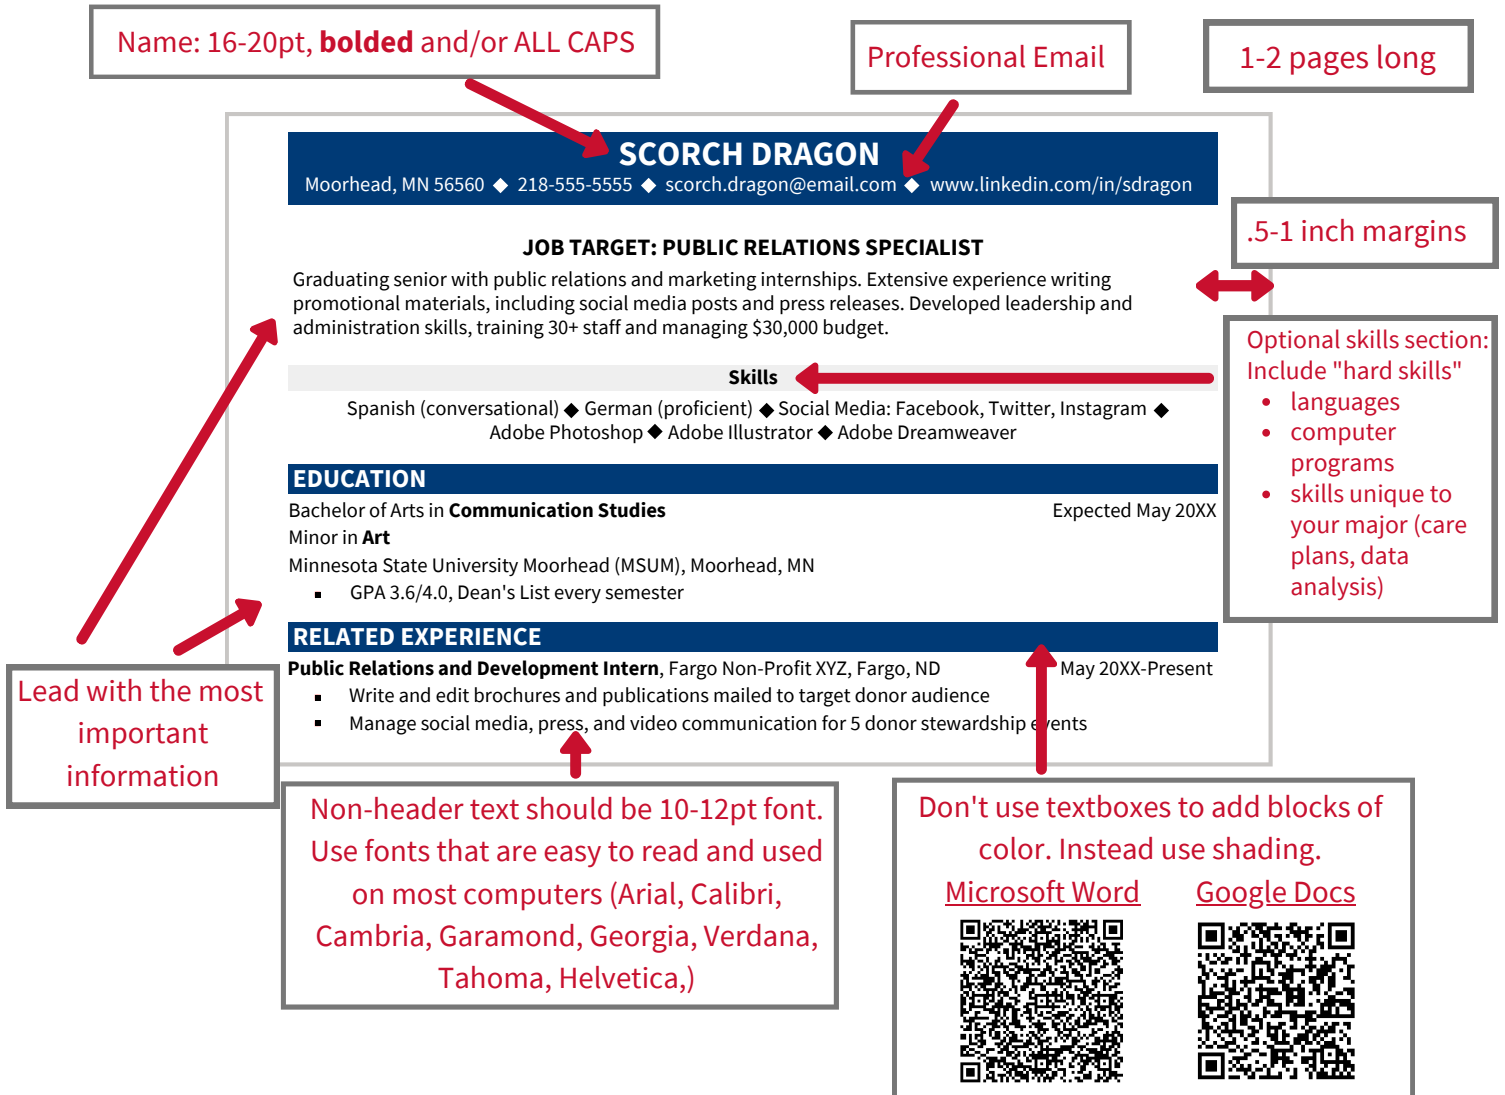 Name: 16-20pt, bolded and/or ALL CAPS
Professional Email
1-2 pages long
SCORCH DRAGON
Moorhead, MN 56560 ◆ 218-555-5555 ◆ scorch.dragon@email.com ◆ www.linkedin.com/in/sdragon
.5-1 inch margins
JOB TARGET: PUBLIC RELATIONS SPECIALIST
Graduating senior with public relations and marketing internships. Extensive experience writing
promotional materials, including social media posts and press releases. Developed leadership and
administration skills, training 30+ staff and managing $30,000 budget.
Optional skills section:
Include "hard skills"
• languages
• computer
programs
• skills unique to
your major (care
plans, data
analysis)
Skills
Spanish (conversational) ◆ German (proficient) ◆ Social Media: Facebook, Twitter, Instagram ◆
Adobe Photoshop ◆ Adobe Illustrator ◆ Adobe Dreamweaver
EDUCATION
Bachelor of Arts in Communication Studies Expected May 20XX
Minor in Art
Minnesota State University Moorhead (MSUM), Moorhead, MN
▪ GPA 3.6/4.0, Dean's List every semester
RELATED EXPERIENCE
Public Relations and Development Intern, Fargo Non-Profit XYZ, Fargo, ND May 20XX-Present
▪ Write and edit brochures and publications mailed to target donor audience
▪ Manage social media, press, and video communication for 5 donor stewardship events
Lead with the most
important
information
Non-header text should be 10-12pt font.
Use fonts that are easy to read and used
on most computers (Arial, Calibri,
Cambria, Garamond, Georgia, Verdana,
Tahoma, Helvetica,)
Don't use textboxes to add blocks of
color. Instead use shading.
Microsoft Word Google Docs